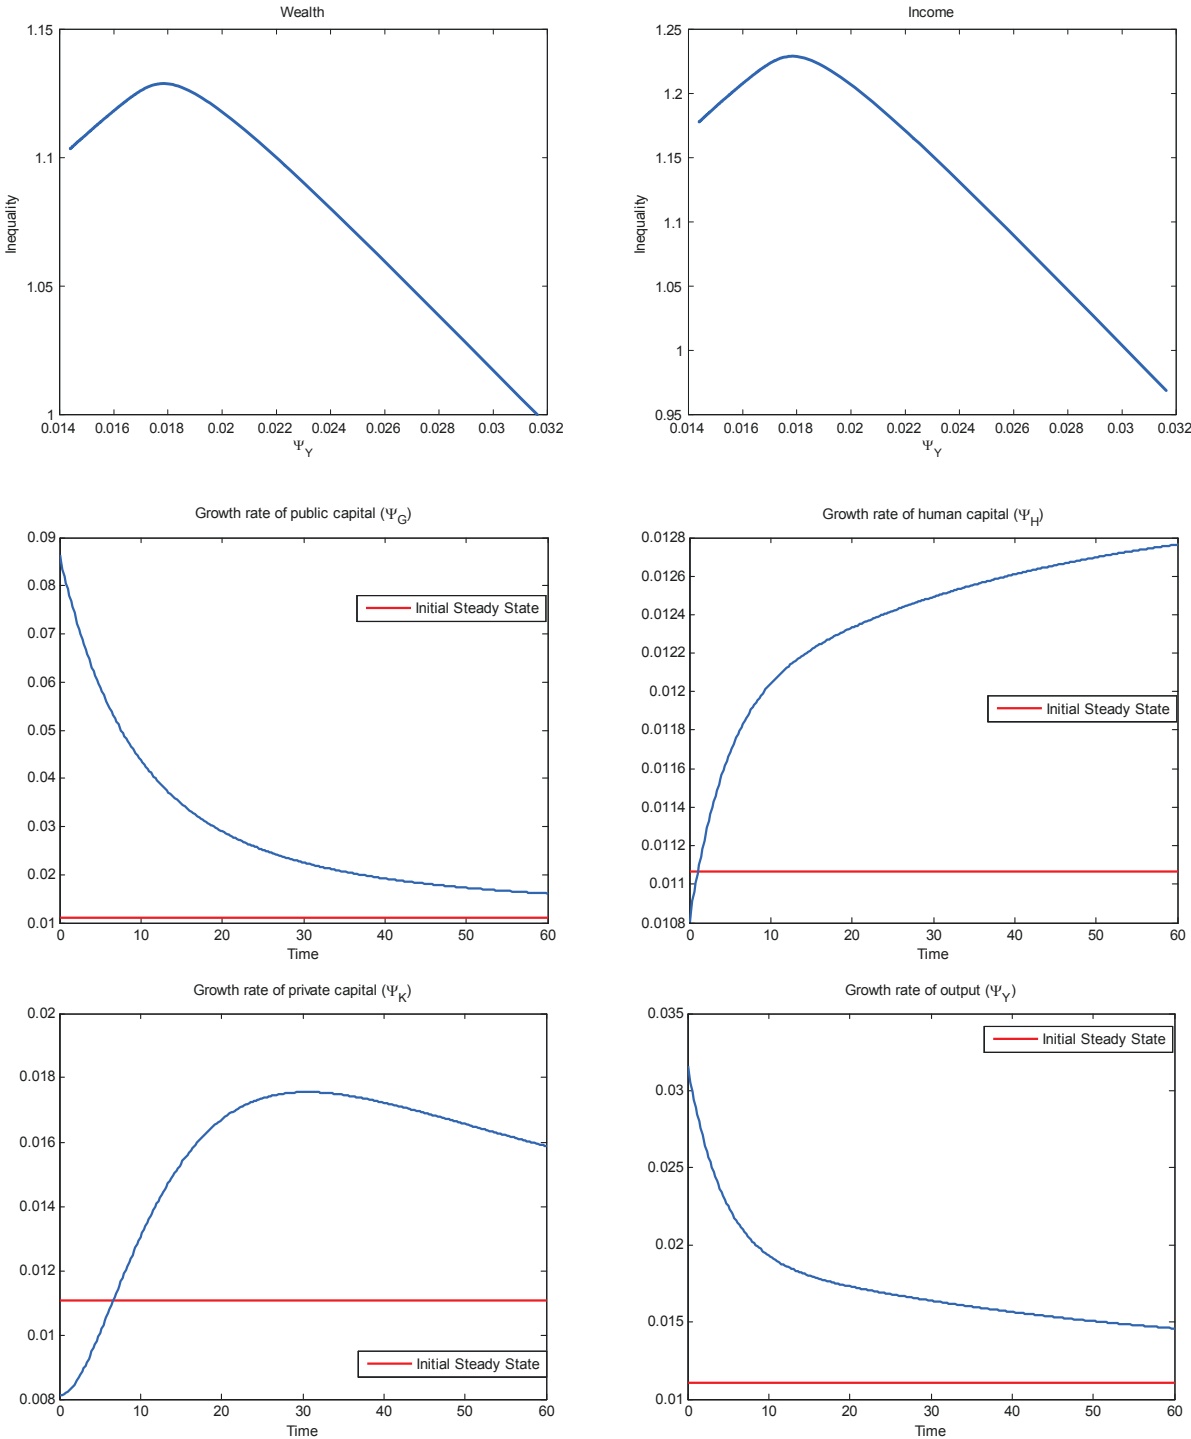 Wealth
1.15
1.1
1.05
1
Inequality
0.014 0.016 0.018 0.02 0.022 0.024 0.026 0.028 0.03 0.032
Ψ_Y
Income
1.25
1.2
1.15
1.1
1.05
1
0.95
Inequality
0.014 0.016 0.018 0.02 0.022 0.024 0.026 0.028 0.03 0.032
Ψ_Y
Growth rate of public capital (Ψ_G)
0.09
0.08
0.07
0.06
0.05
0.04
0.03
0.02
0.01
Initial Steady State
0 10 20 30 40 50 60
Time
Growth rate of human capital (Ψ_H)
0.0128
0.0126
0.0124
0.0122
0.012
0.0118
0.0116
0.0114
0.0112
0.011
0.0108
Initial Steady State
0 10 20 30 40 50 60
Time
Growth rate of private capital (Ψ_K)
0.02
0.018
0.016
0.014
0.012
0.01
0.008
Initial Steady State
0 10 20 30 40 50 60
Time
Growth rate of output (Ψ_Y)
0.035
0.03
0.025
0.02
0.015
0.01
Initial Steady State
0 10 20 30 40 50 60
Time